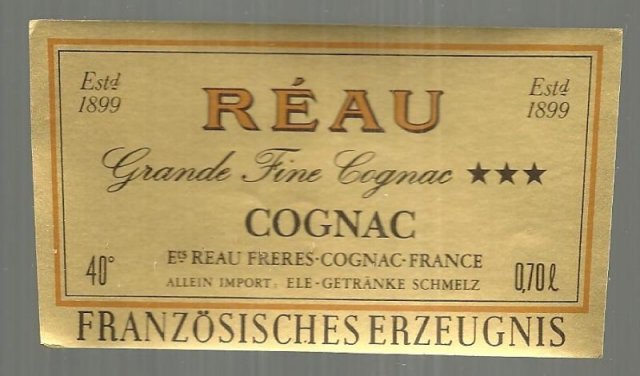 Estd 1899
RÉAU
Estd 1899
Grande Fine Cognac ★★★
COGNAC
Ets REAU FRERES-COGNAC-FRANCE
40°
ALLEIN IMPORT: ELE-GETRÄNKE SCHMELZ
0,70 l
FRANZÖSISCHES ERZEUGNIS